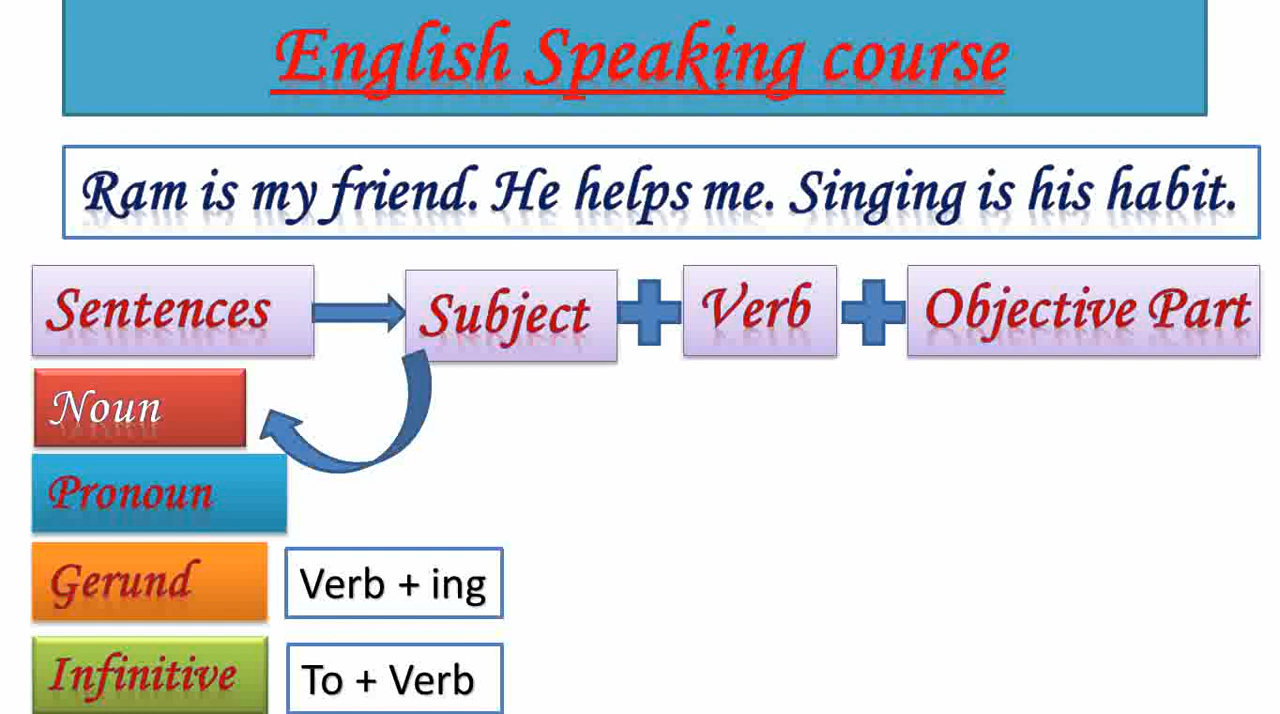 English Speaking course
Ram is my friend. He helps me. Singing is his habit.
Sentences Subject Verb Objective Part
Noun
Pronoun
Gerund Verb + ing
Infinitive To + Verb